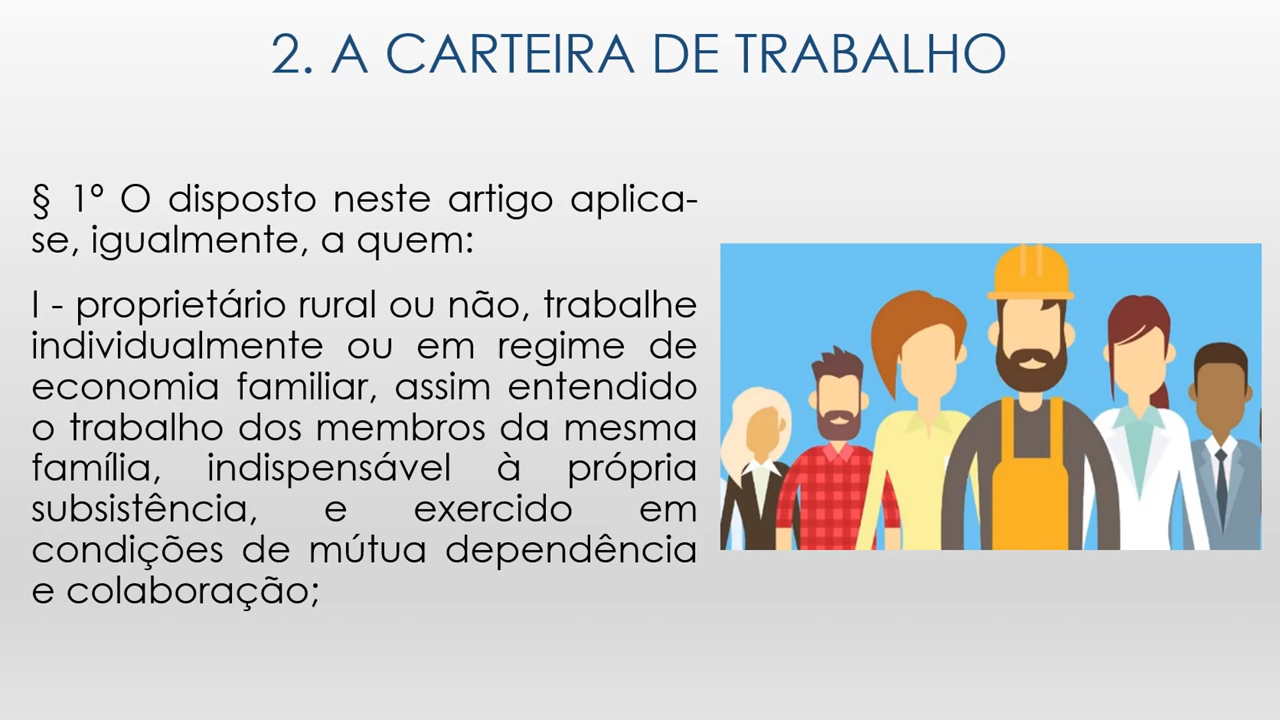 2. A CARTEIRA DE TRABALHO
§ 1º O disposto neste artigo aplica-
se, igualmente, a quem:
I - proprietário rural ou não, trabalhe
individualmente ou em regime de
economia familiar, assim entendido
o trabalho dos membros da mesma
família, indispensável à própria
subsistência, e exercido em
condições de mútua dependência
e colaboração;